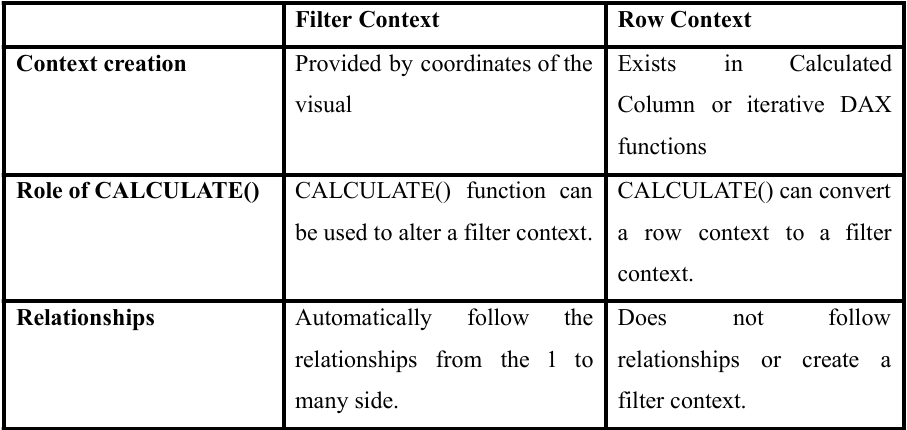 Filter Context
Row Context
Context creation
Provided by coordinates of the
visual
Exists in Calculated
Column or iterative DAX
functions
Role of CALCULATE()
CALCULATE() function can
be used to alter a filter context.
CALCULATE() can convert
a row context to a filter
context.
Relationships
Automatically follow the
relationships from the 1 to
many side.
Does not follow
relationships or create a
filter context.